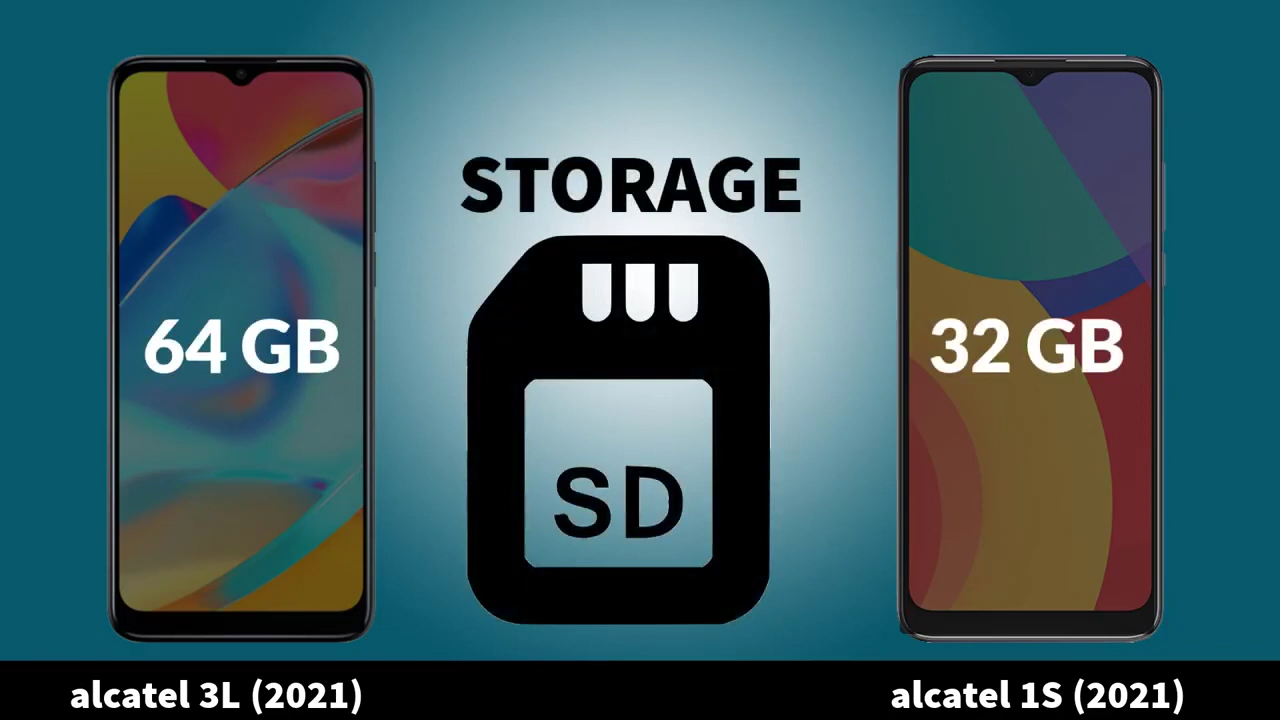 STORAGE
64 GB
32 GB
SD
alcatel 3L (2021)
alcatel 1S (2021)